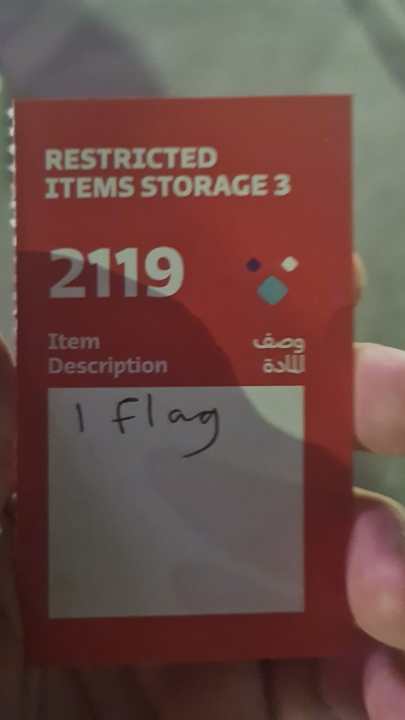 RESTRICTED
ITEMS STORAGE 3
2119
Item
Description
وصف
المادة
1 flag